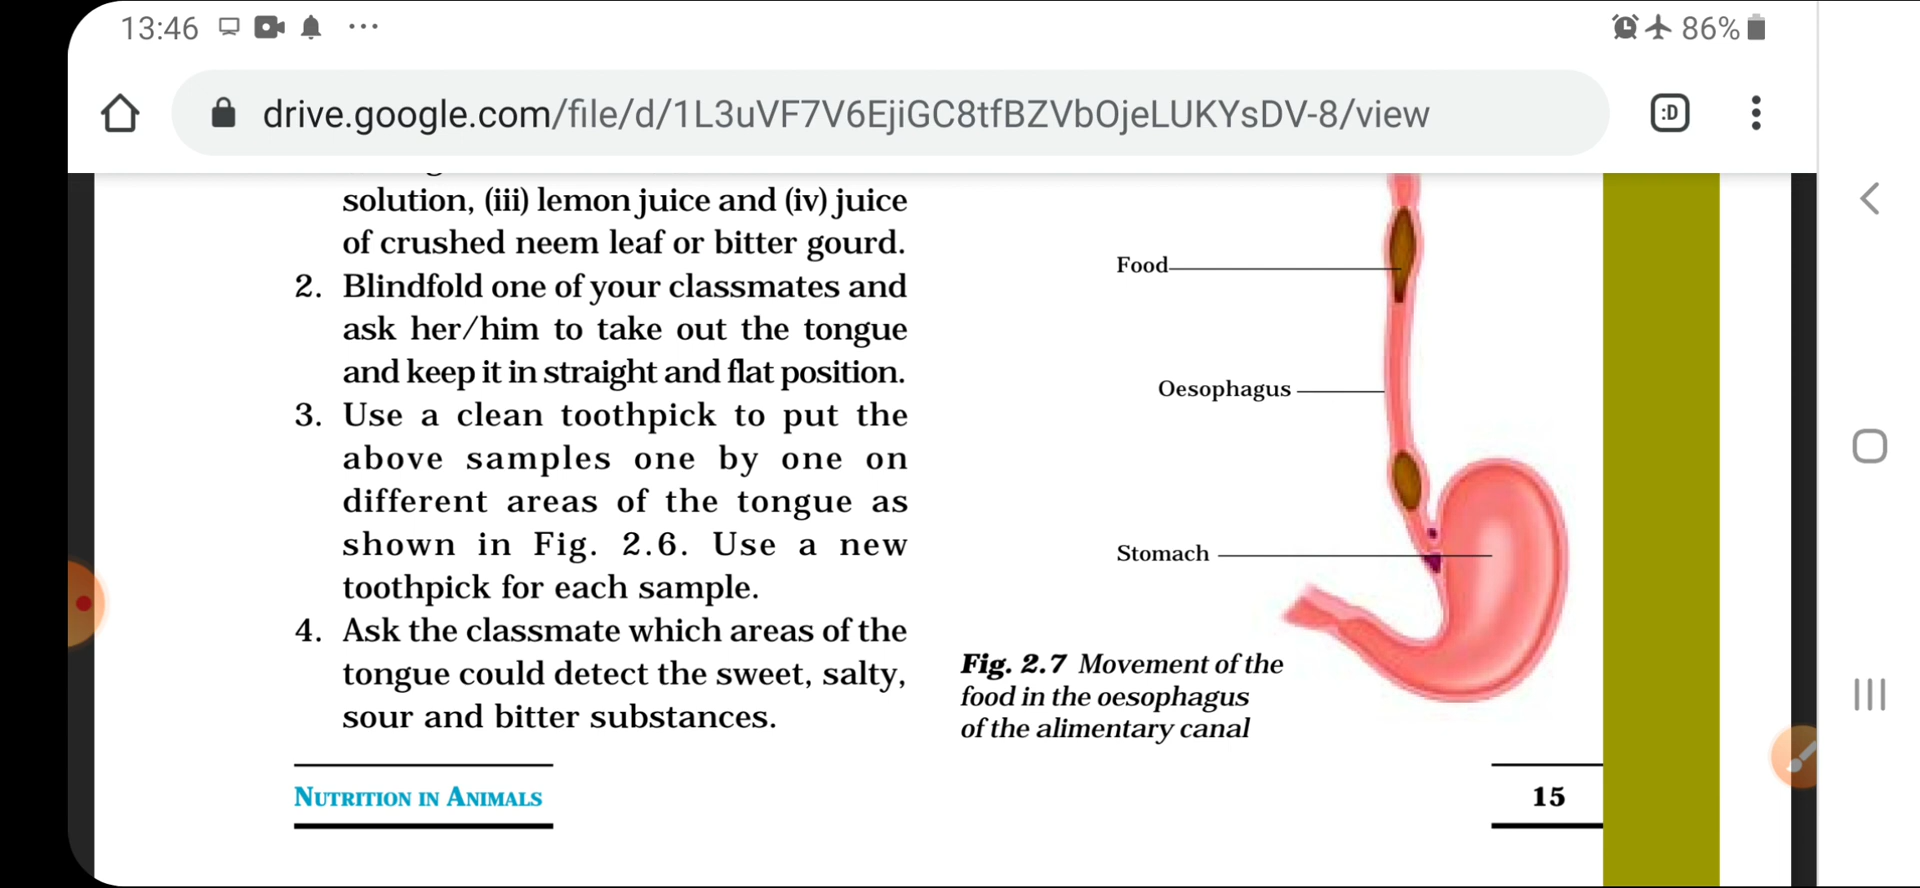 13:46
86%
drive.google.com/file/d/1L3uVF7V6EjiGC8tfBZVbOjeLUKYsDV-8/view
:D
solution, (iii) lemon juice and (iv) juice
of crushed neem leaf or bitter gourd.
2. Blindfold one of your classmates and
ask her/him to take out the tongue
and keep it in straight and flat position.
3. Use a clean toothpick to put the
above samples one by one on
different areas of the tongue as
shown in Fig. 2.6. Use a new
toothpick for each sample.
4. Ask the classmate which areas of the
tongue could detect the sweet, salty,
sour and bitter substances.
Food
Oesophagus
Stomach
Fig. 2.7 Movement of the
food in the oesophagus
of the alimentary canal
NUTRITION IN ANIMALS
15